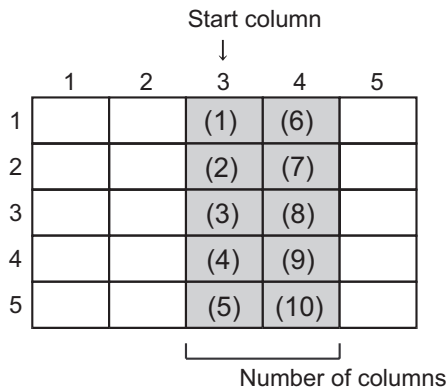 Start column
↓
1 2 3 4 5
1 (1) (6)
2 (2) (7)
3 (3) (8)
4 (4) (9)
5 (5) (10)
Number of columns